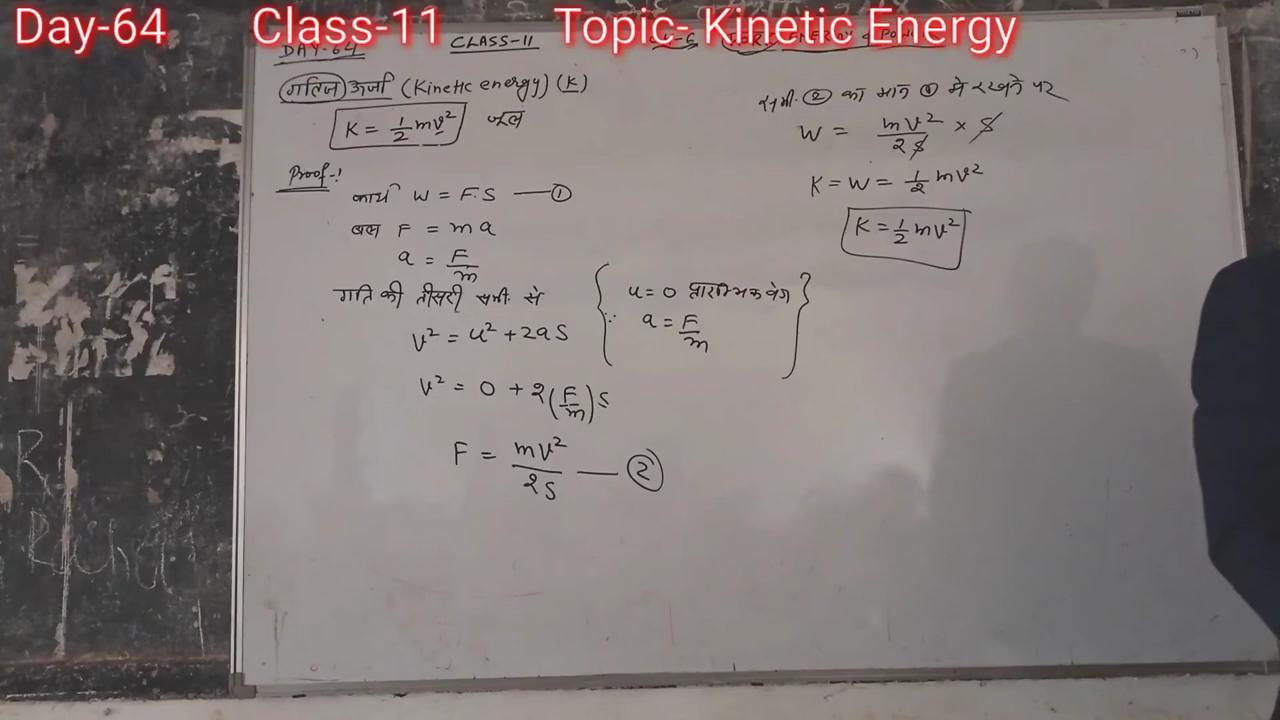 Day-64 Class-11 Topic- Kinetic Energy
DAY-64 CLASS-11
गतिज ऊर्जा (Kinetic energy) (K)
K = 1/2 mv² जूल
Proof-:
कार्य W = F.S —— ①
बल F = ma
a = F/m
गति की तीसरी समी. से
v² = u² + 2aS
{ ∵ u = 0 प्रारम्भिक वेग
a = F/m }
v² = 0 + 2(F/m)S
F = mv²/2S —— ②
समी. ② का मान ① में रखने पर
W = mv²/2S × S
K = W = 1/2 mv²
K = 1/2 mv²
R